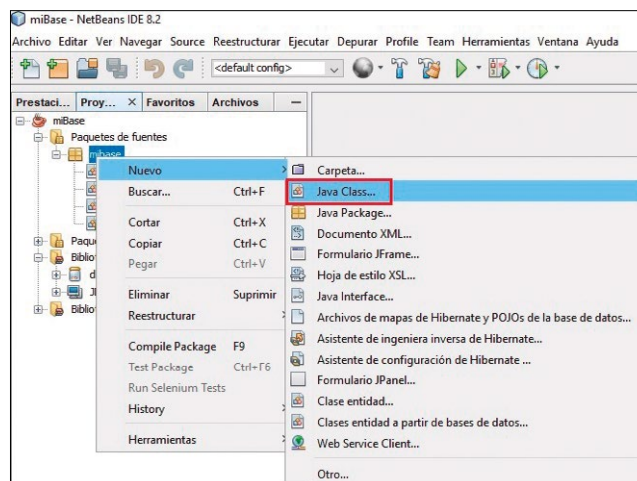 miBase - NetBeans IDE 8.2
Archivo Editar Ver Navegar Source Reestructurar Ejecutar Depurar Profile Team Herramientas Ventana Ayuda
<default config>
Prestaci... Proy... × Favoritos Archivos
miBase
Paquetes de fuentes
mibase
Paqu
Biblio
d
Biblio
Nuevo
Buscar... Ctrl+F
Cortar Ctrl+X
Copiar Ctrl+C
Pegar Ctrl+V
Eliminar Suprimir
Reestructurar
Compile Package F9
Test Package Ctrl+F6
Run Selenium Tests
History
Herramientas
Carpeta...
Java Class...
Java Package...
Documento XML...
Formulario JFrame...
Hoja de estilo XSL...
Java Interface...
Archivos de mapas de Hibernate y POJOs de la base de datos...
Asistente de ingeniera inversa de Hibernate...
Asistente de configuración de Hibernate ...
Formulario JPanel...
Clase entidad...
Clases entidad a partir de bases de datos...
Web Service Client...
Otro...